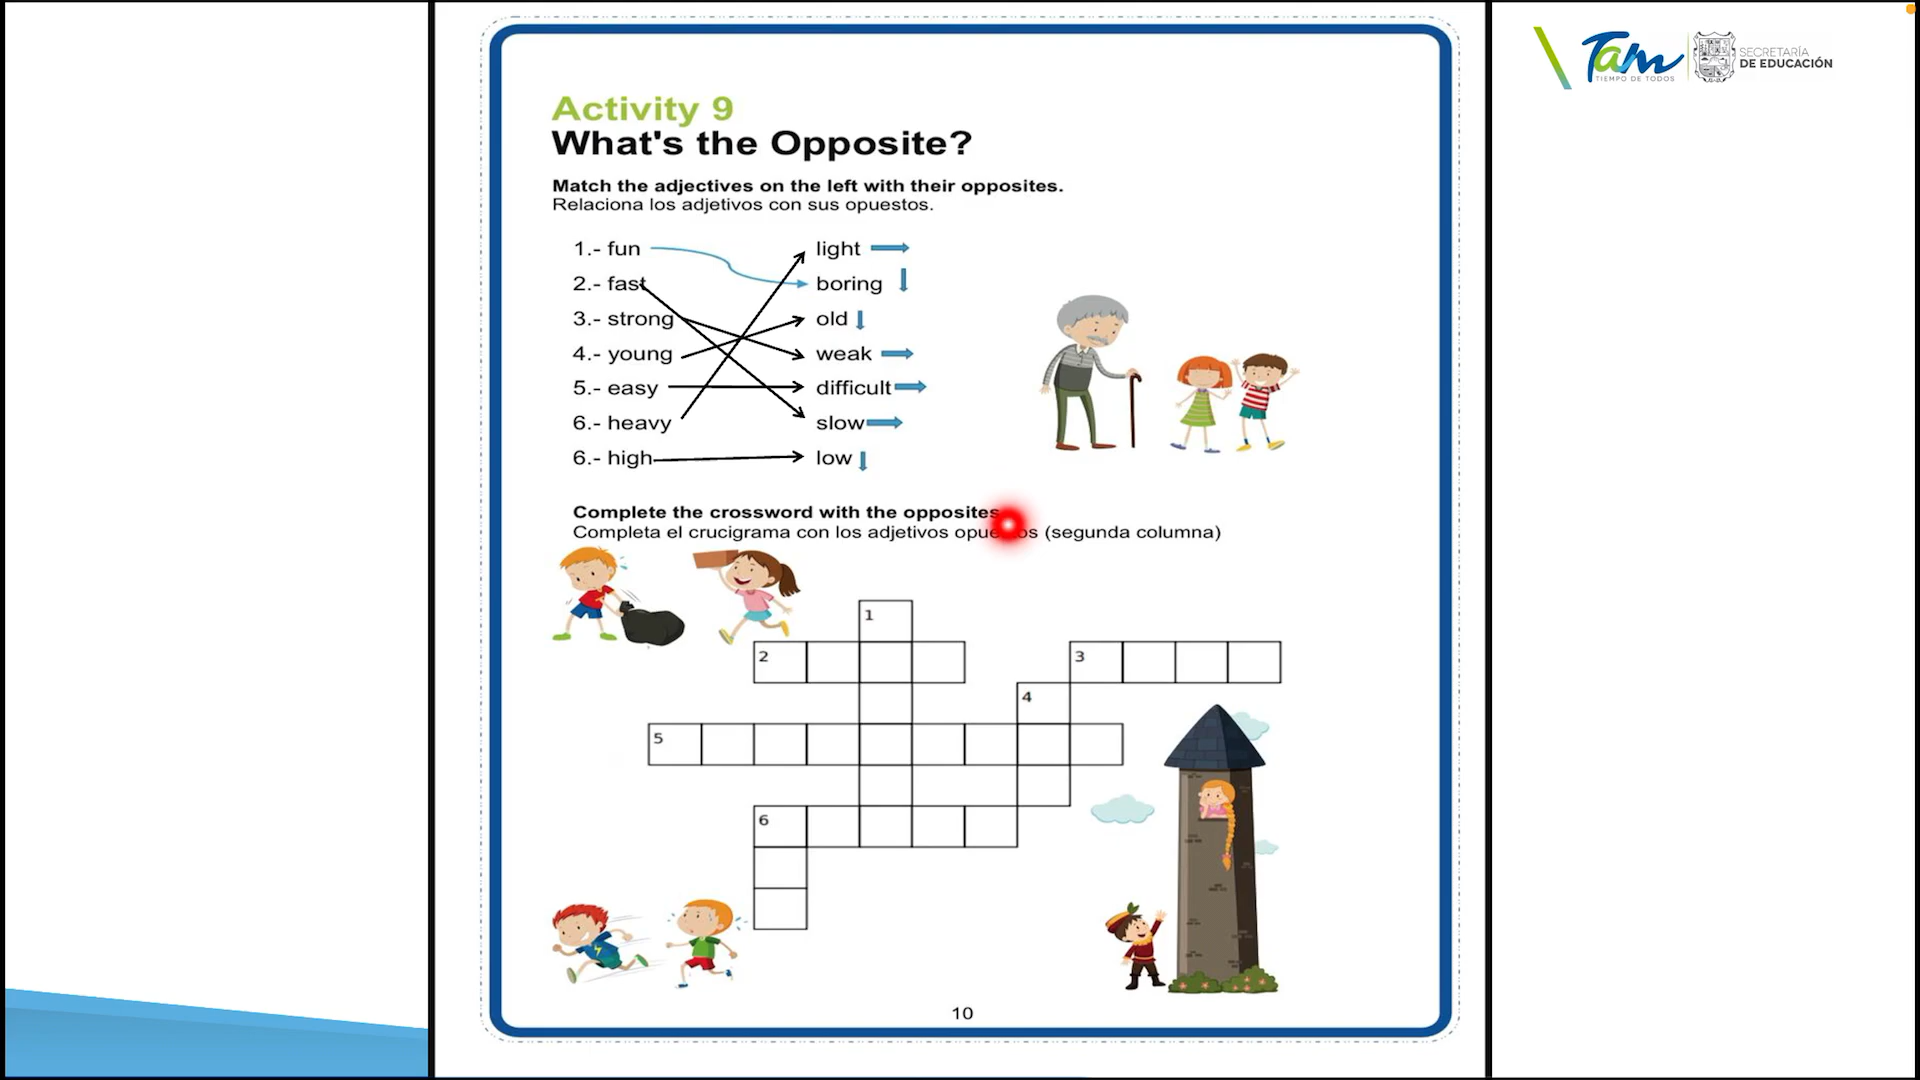 Tam
TIEMPO DE TODOS
SECRETARÍA
DE EDUCACIÓN
Activity 9
What's the Opposite?
Match the adjectives on the left with their opposites.
Relaciona los adjetivos con sus opuestos.
1.- fun light
2.- fast boring
3.- strong old
4.- young weak
5.- easy difficult
6.- heavy slow
6.- high low
Complete the crossword with the opposites
Completa el crucigrama con los adjetivos opuestos (segunda columna)
1
2
3
4
5
6
10